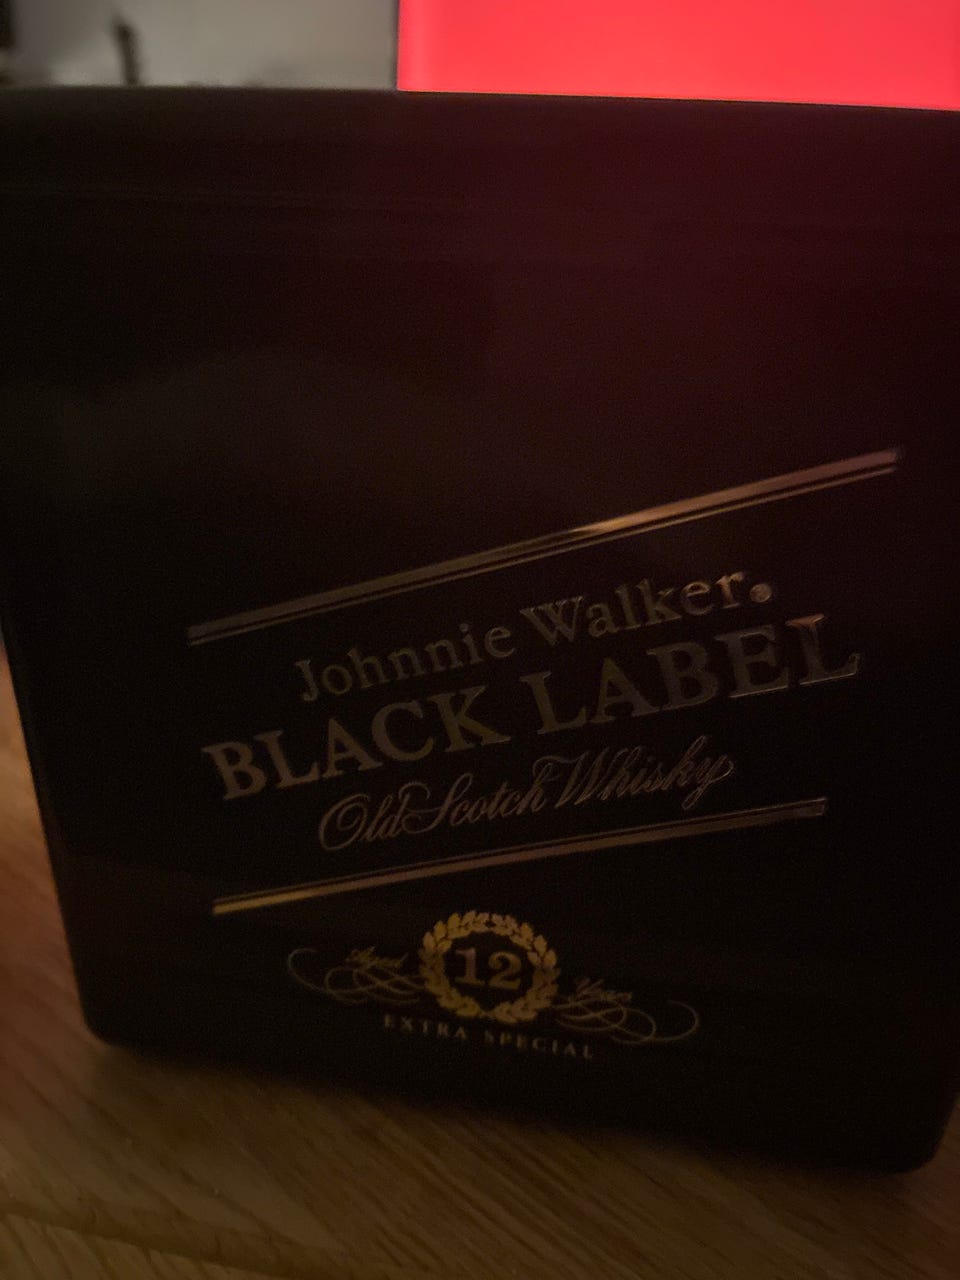 Johnnie Walker®
BLACK LABEL
Old Scotch Whisky
Aged 12 Years
EXTRA SPECIAL